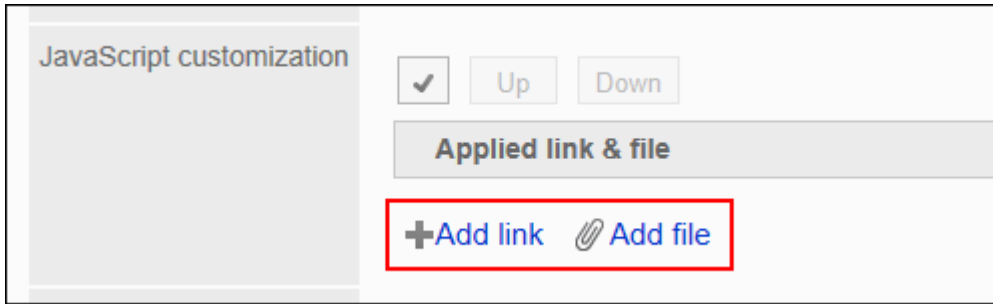 JavaScript customization
Up Down
Applied link & file
Add link Add file